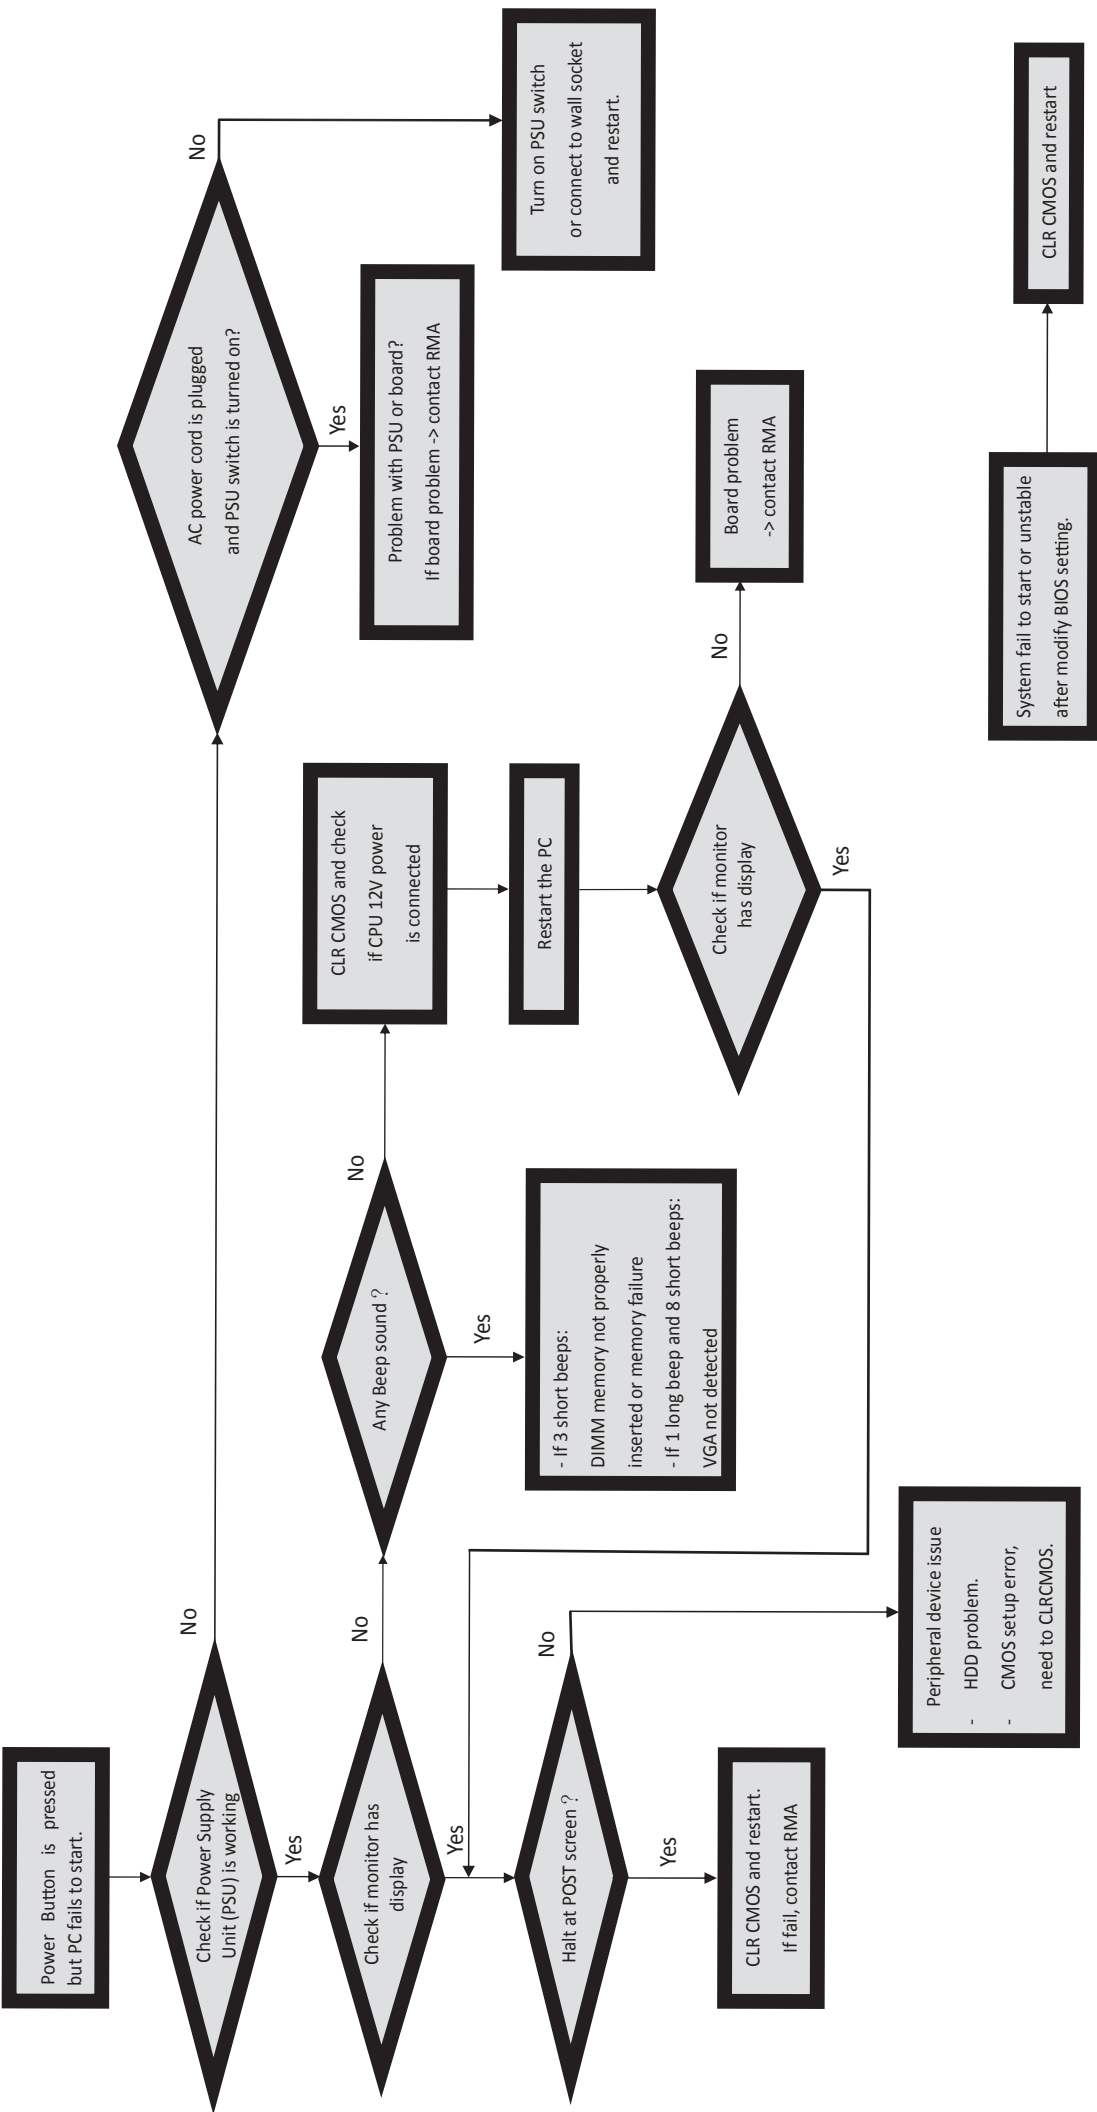 Power Button is pressed
but PC fails to start.
Check if Power Supply
Unit (PSU) is working
No
AC power cord is plugged
and PSU switch is turned on?
No
Turn on PSU switch
or connect to wall socket
and restart.
Yes
Problem with PSU or board?
If board problem -> contact RMA
Yes
Check if monitor has
display
No
Any Beep sound？
No
CLR CMOS and check
if CPU 12V power
is connected
Restart the PC
Check if monitor
has display
No
Board problem
-> contact RMA
Yes
Yes
- If 3 short beeps:
DIMM memory not properly
inserted or memory failure
- If 1 long beep and 8 short beeps:
VGA not detected
Yes
Halt at POST screen？
No
Peripheral device issue
- HDD problem.
- CMOS setup error,
need to CLRCMOS.
Yes
CLR CMOS and restart.
If fail, contact RMA
System fail to start or unstable
after modify BIOS setting.
CLR CMOS and restart